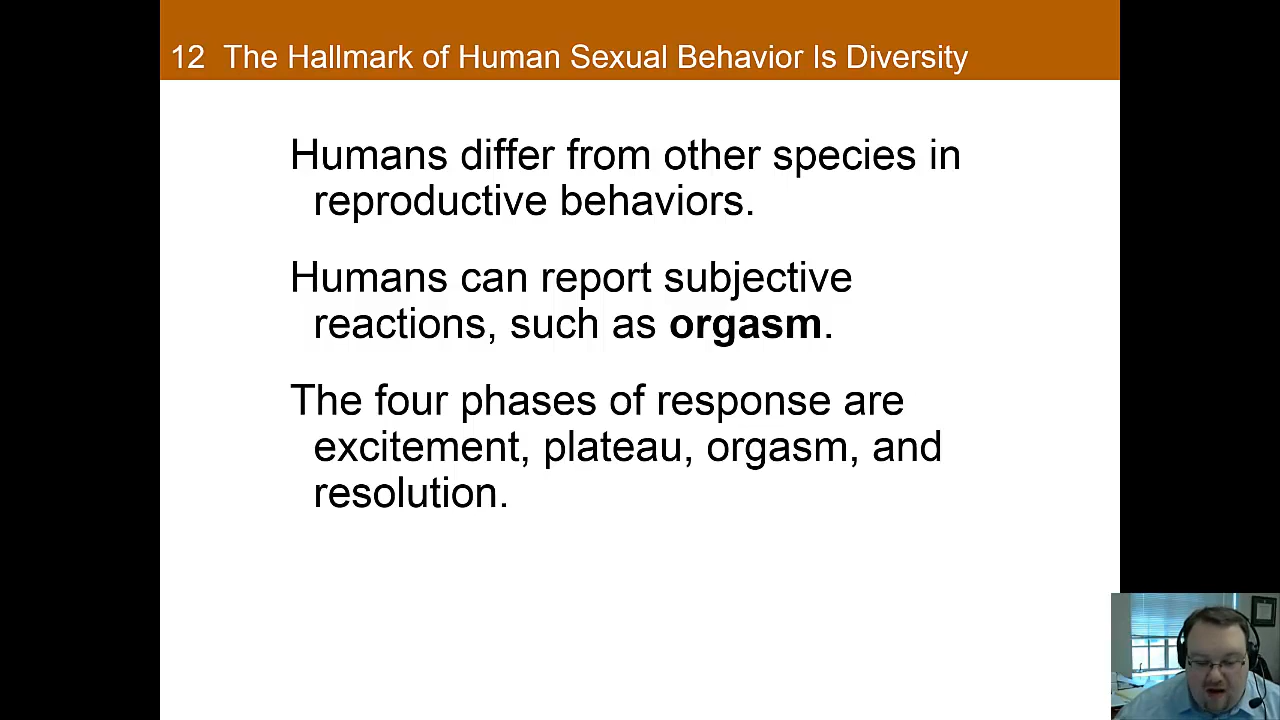 12 The Hallmark of Human Sexual Behavior Is Diversity
Humans differ from other species in
reproductive behaviors.
Humans can report subjective
reactions, such as orgasm.
The four phases of response are
excitement, plateau, orgasm, and
resolution.